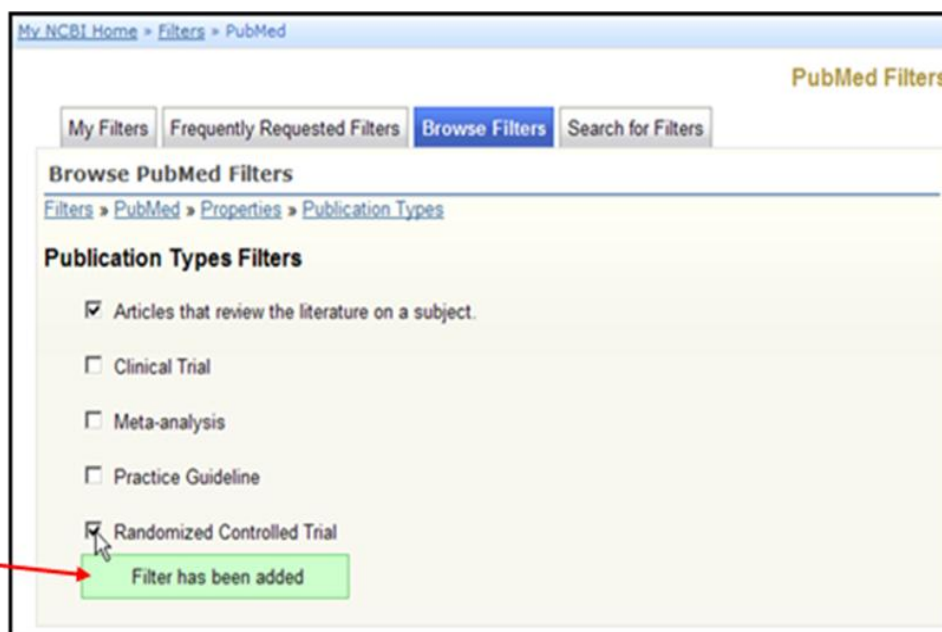 My NCBI Home » Filters » PubMed
PubMed Filters
My Filters Frequently Requested Filters Browse Filters Search for Filters
Browse PubMed Filters
Filters » PubMed » Properties » Publication Types
Publication Types Filters
Articles that review the literature on a subject.
Clinical Trial
Meta-analysis
Practice Guideline
Randomized Controlled Trial
Filter has been added